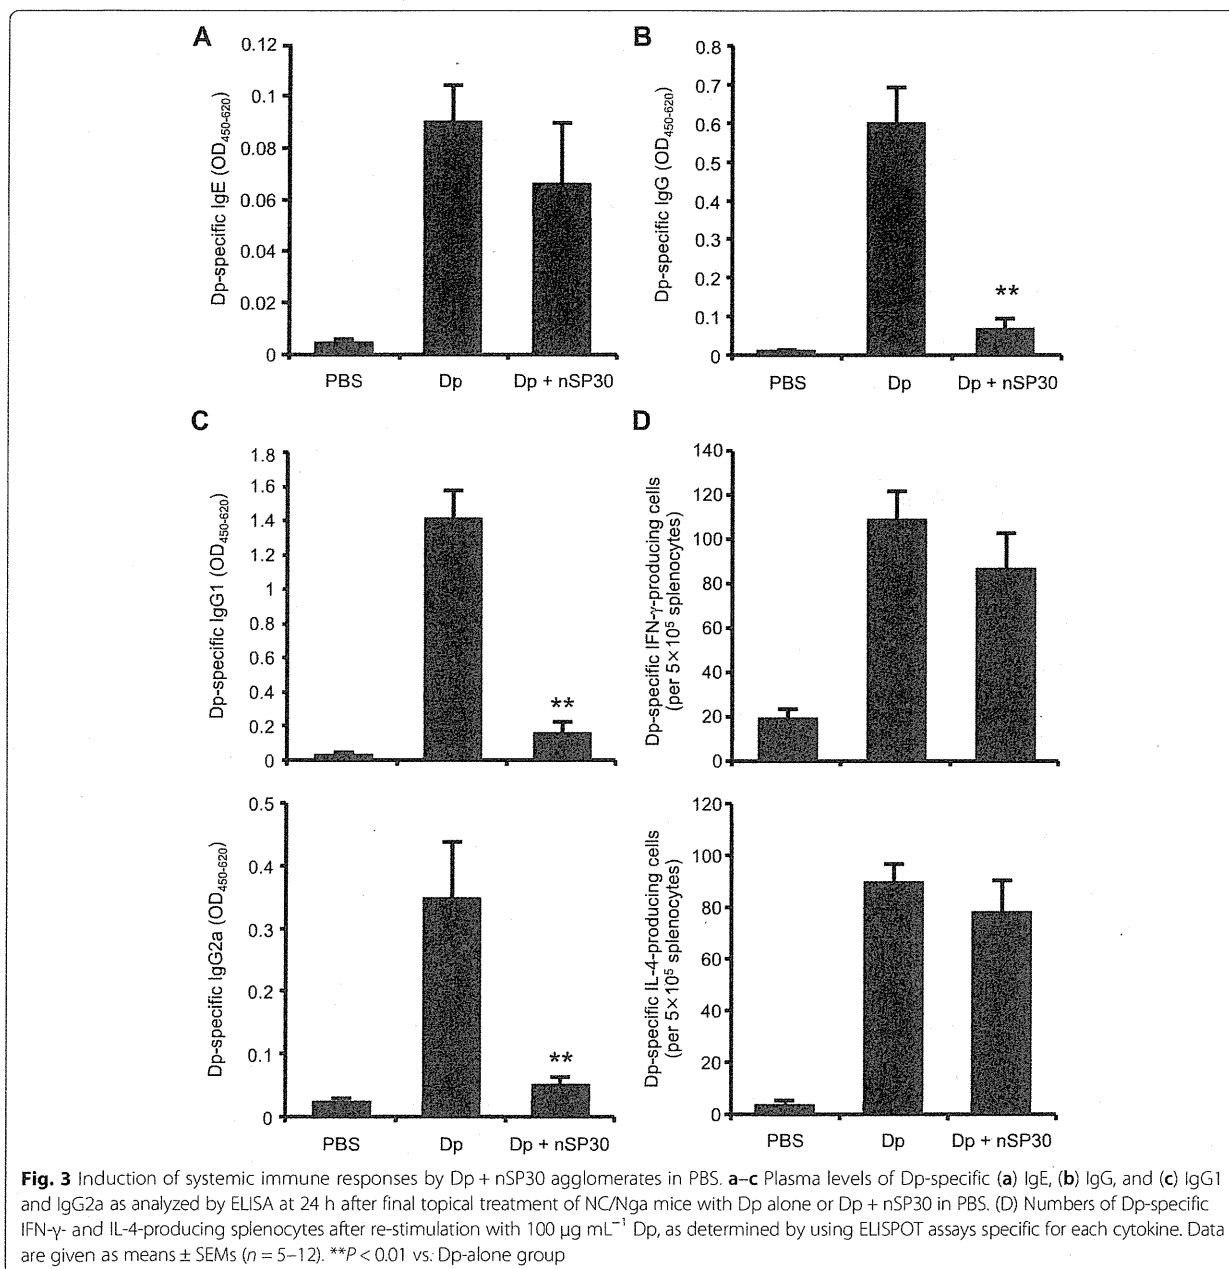 A
0.12
0.1
0.08
0.06
0.04
0.02
0
Dp-specific IgE (OD450-620)
PBS
Dp
Dp + nSP30
B
0.8
0.7
0.6
0.5
0.4
0.3
0.2
0.1
0
Dp-specific IgG (OD450-620)
**
PBS
Dp
Dp + nSP30
C
1.8
1.6
1.4
1.2
1
0.8
0.6
0.4
0.2
0
Dp-specific IgG1 (OD450-620)
**
0.5
0.4
0.3
0.2
0.1
0
Dp-specific IgG2a (OD450-620)
**
PBS
Dp
Dp + nSP30
D
140
120
100
80
60
40
20
0
Dp-specific IFN-γ-producing cells
(per 5×10⁵ splenocytes)
120
100
80
60
40
20
0
Dp-specific IL-4-producing cells
(per 5×10⁵ splenocytes)
PBS
Dp
Dp + nSP30
Fig. 3 Induction of systemic immune responses by Dp + nSP30 agglomerates in PBS. a–c Plasma levels of Dp-specific (a) IgE, (b) IgG, and (c) IgG1
and IgG2a as analyzed by ELISA at 24 h after final topical treatment of NC/Nga mice with Dp alone or Dp + nSP30 in PBS. (D) Numbers of Dp-specific
IFN-γ- and IL-4-producing splenocytes after re-stimulation with 100 μg mL⁻¹ Dp, as determined by using ELISPOT assays specific for each cytokine. Data
are given as means ± SEMs (n = 5–12). **P < 0.01 vs. Dp-alone group